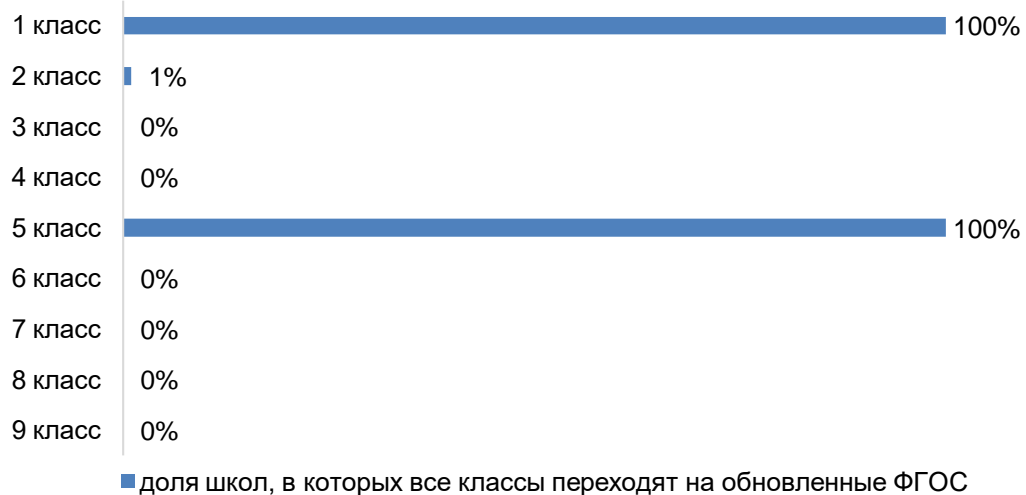 1 класс 100%
2 класс 1%
3 класс 0%
4 класс 0%
5 класс 100%
6 класс 0%
7 класс 0%
8 класс 0%
9 класс 0%
доля школ, в которых все классы переходят на обновленные ФГОС